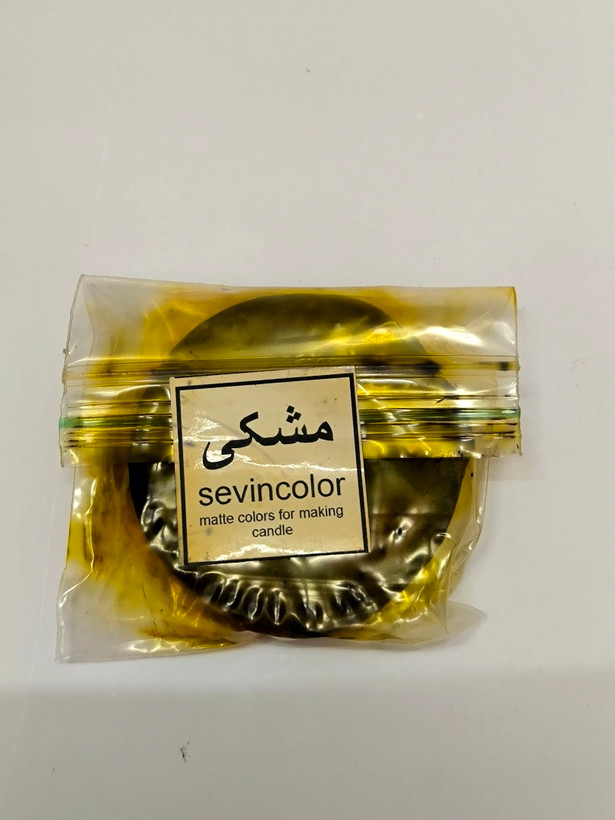 مشکی
sevincolor
matte colors for making
candle